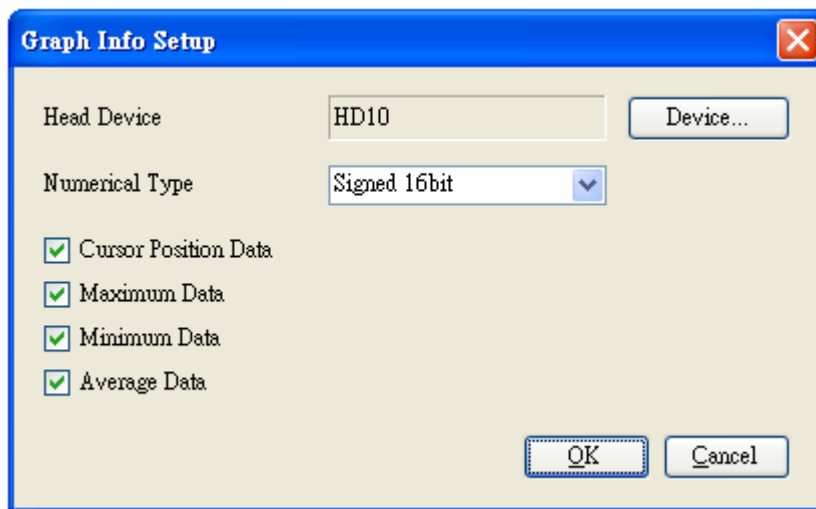 Graph Info Setup
Head Device HD10 Device...
Numerical Type Signed 16bit
Cursor Position Data
Maximum Data
Minimum Data
Average Data
OK Cancel